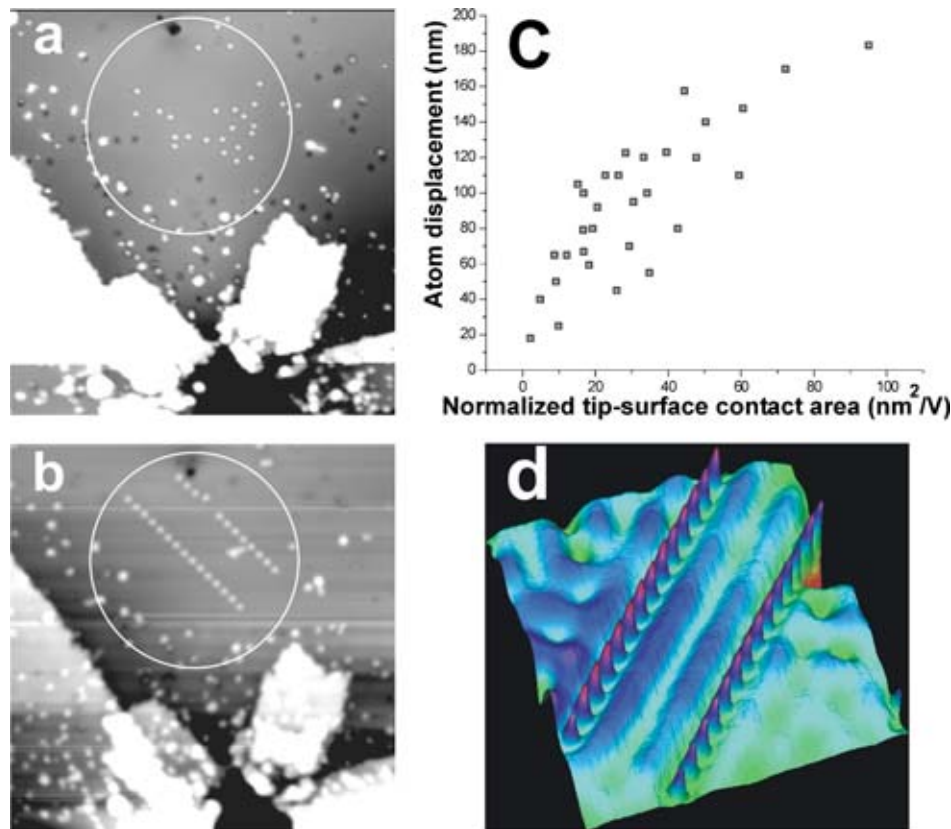 a
C
Atom displacement (nm)
200
180
160
140
120
100
80
60
40
20
0
0 20 40 60 80 100
Normalized tip-surface contact area (nm²/V)
b
d